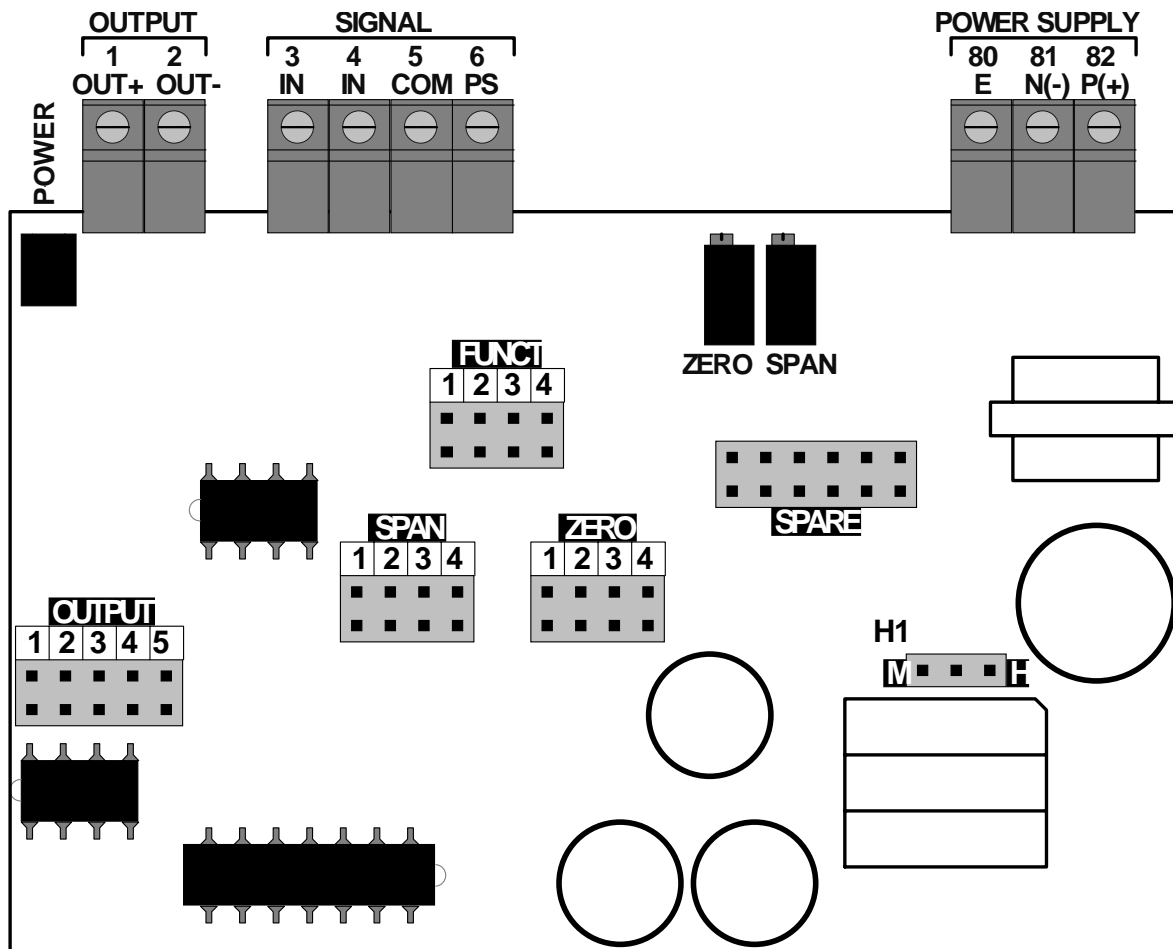 OUTPUT SIGNAL POWER SUPPLY
1 2 3 4 5 6 80 81 82
OUT+ OUT- IN IN COM PS E N(-) P(+)
POWER
ZERO SPAN
FUNCT
1 2 3 4
SPARE
SPAN ZERO
1 2 3 4 1 2 3 4
OUTPUT
1 2 3 4 5
H1
M H